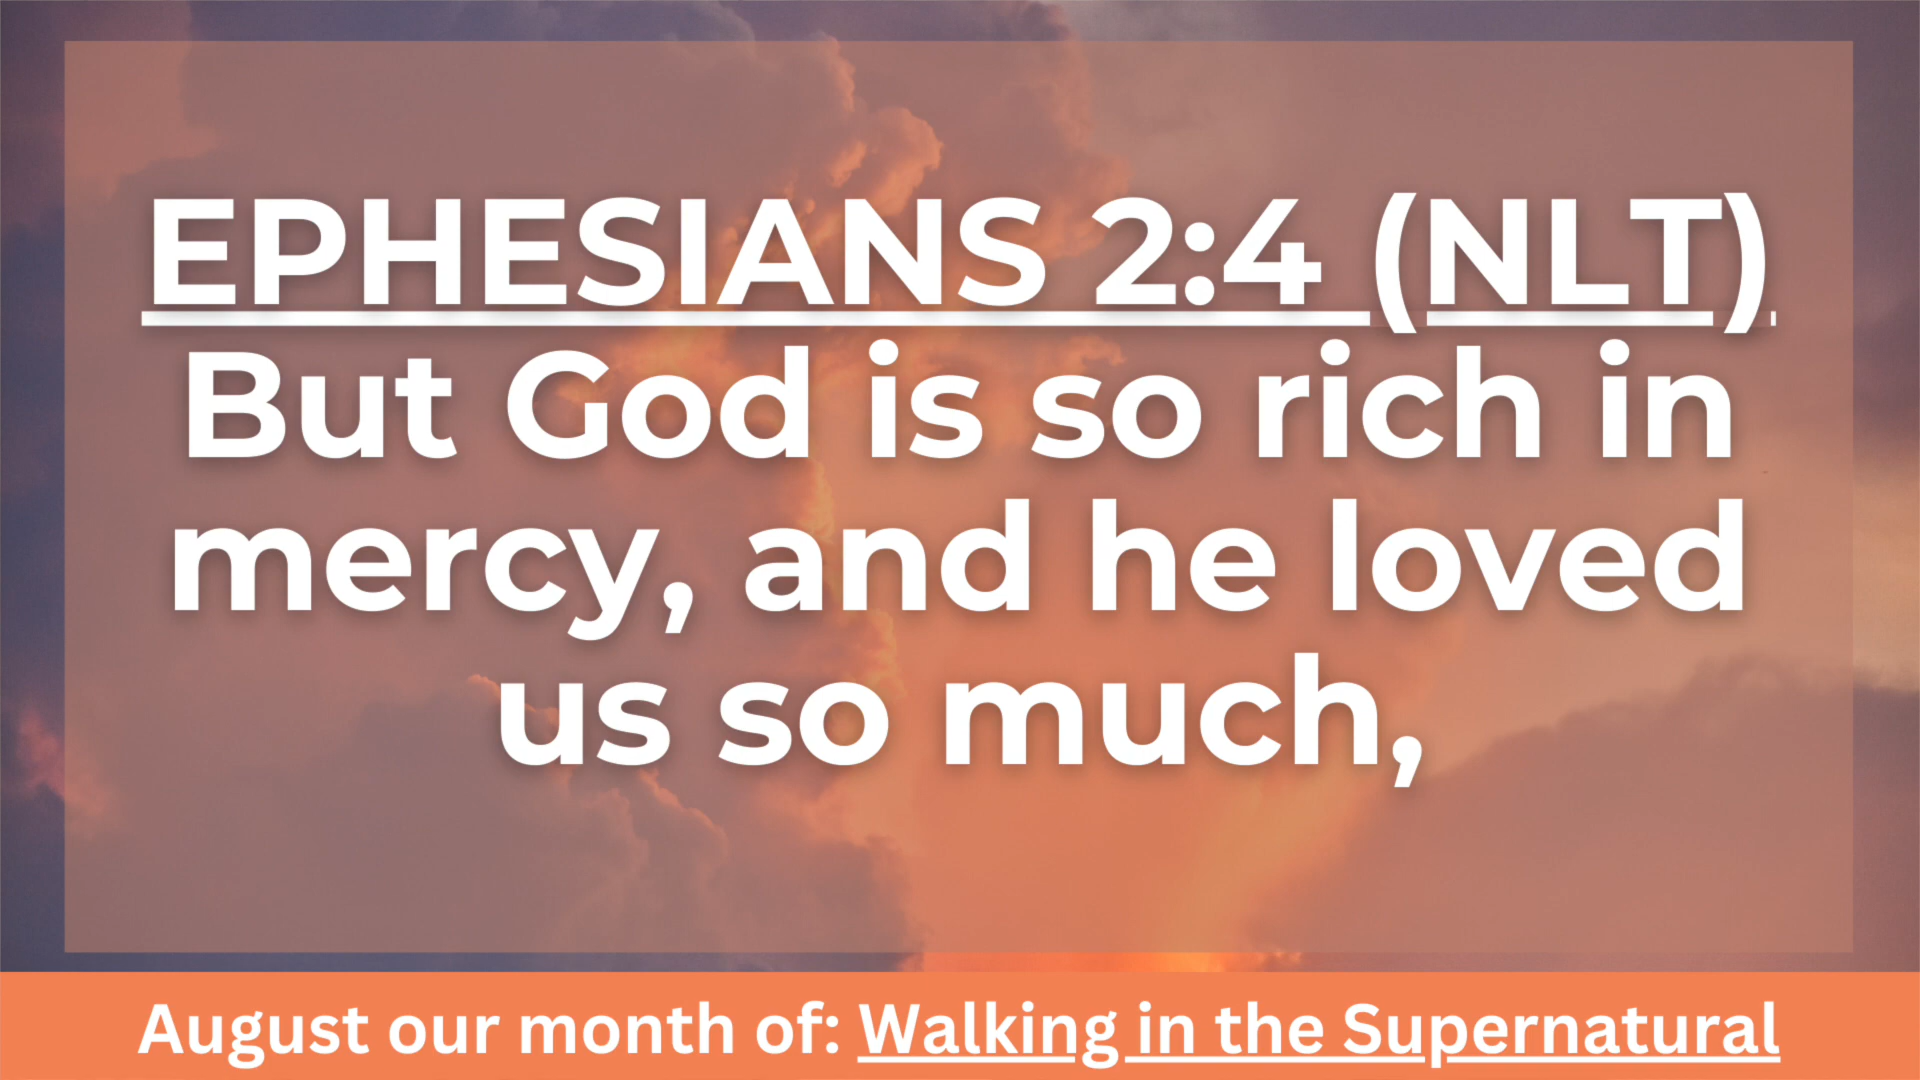 EPHESIANS 2:4 (NLT)
But God is so rich in
mercy, and he loved
us so much,
August our month of: Walking in the Supernatural